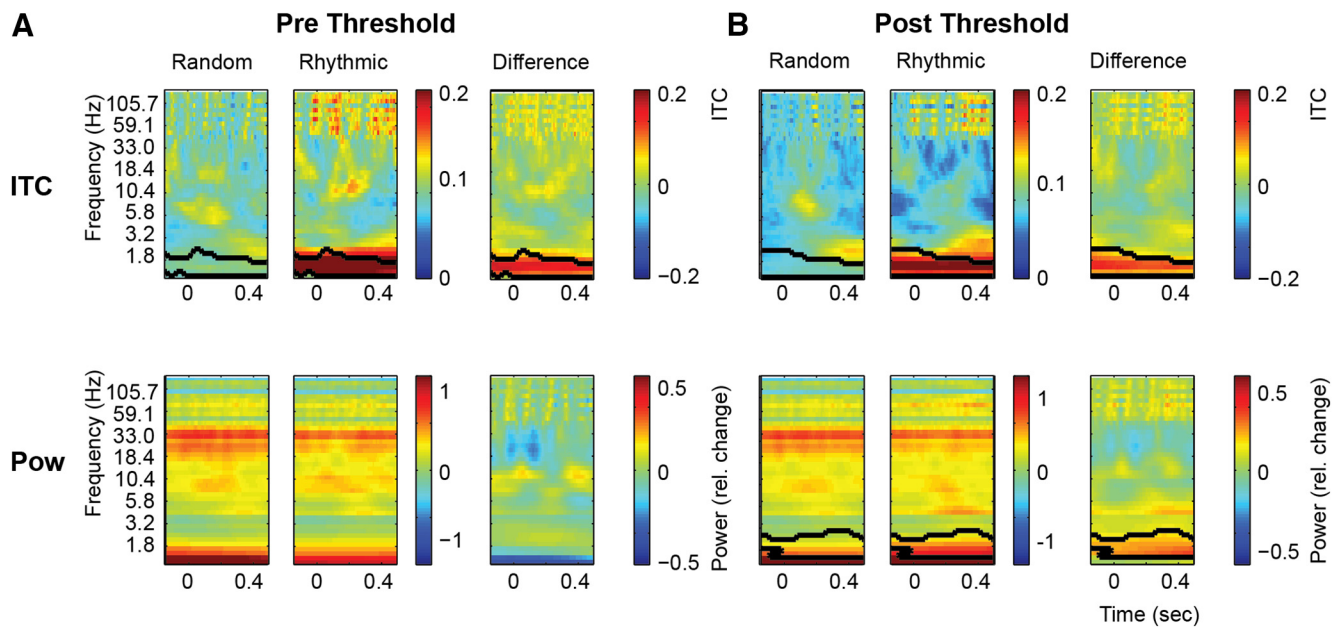 A Pre Threshold B Post Threshold
Random Rhythmic Difference Random Rhythmic Difference
ITC
Frequency (Hz)
105.7
59.1
33.0
18.4
10.4
5.8
3.2
1.8
0 0.4 0 0.4 0 0.4
0.2
0.1
0
0.2
0
−0.2
ITC
0 0.4 0 0.4 0 0.4
0.2
0.1
0
0.2
0
−0.2
ITC
Pow
Frequency (Hz)
105.7
59.1
33.0
18.4
10.4
5.8
3.2
1.8
0 0.4 0 0.4 0 0.4
1
0
−1
0.5
0
−0.5
Power (rel. change)
0 0.4 0 0.4 0 0.4
1
0
-1
0.5
0
−0.5
Power (rel. change)
Time (sec)